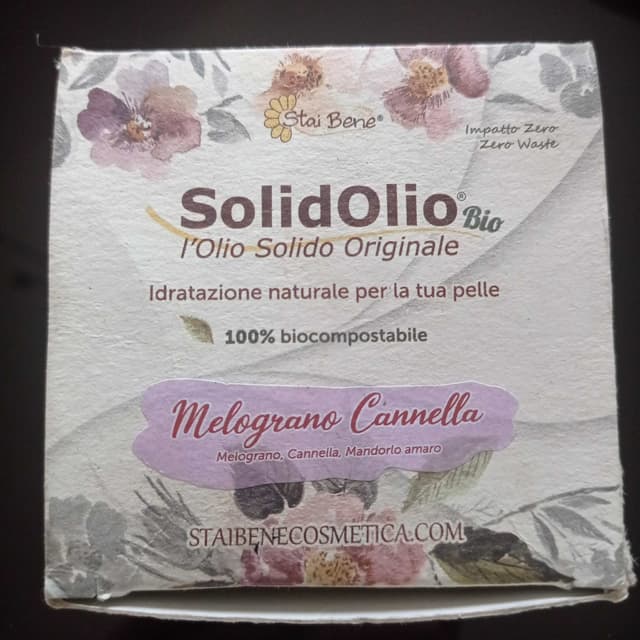 Stai Bene®
Impatto Zero
Zero Waste
SolidOlio® Bio
l'Olio Solido Originale
Idratazione naturale per la tua pelle
100% biocompostabile
Melograno Cannella
Melograno, Cannella, Mandorlo amaro
STAIBENECOSMETICA.COM